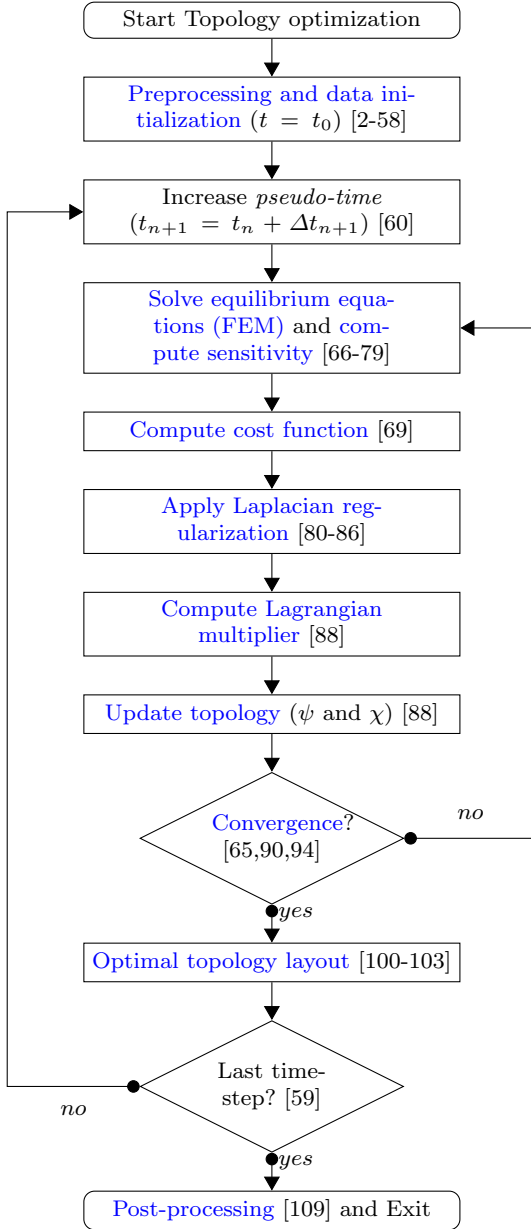 Start Topology optimization
Preprocessing and data ini-
tialization (t = t₀) [2-58]
Increase pseudo-time
(tₙ₊₁ = tₙ + Δtₙ₊₁) [60]
Solve equilibrium equa-
tions (FEM) and com-
pute sensitivity [66-79]
Compute cost function [69]
Apply Laplacian reg-
ularization [80-86]
Compute Lagrangian
multiplier [88]
Update topology (ψ and χ) [88]
Convergence?
[65,90,94]
no
yes
Optimal topology layout [100-103]
Last time-
step? [59]
no
yes
Post-processing [109] and Exit